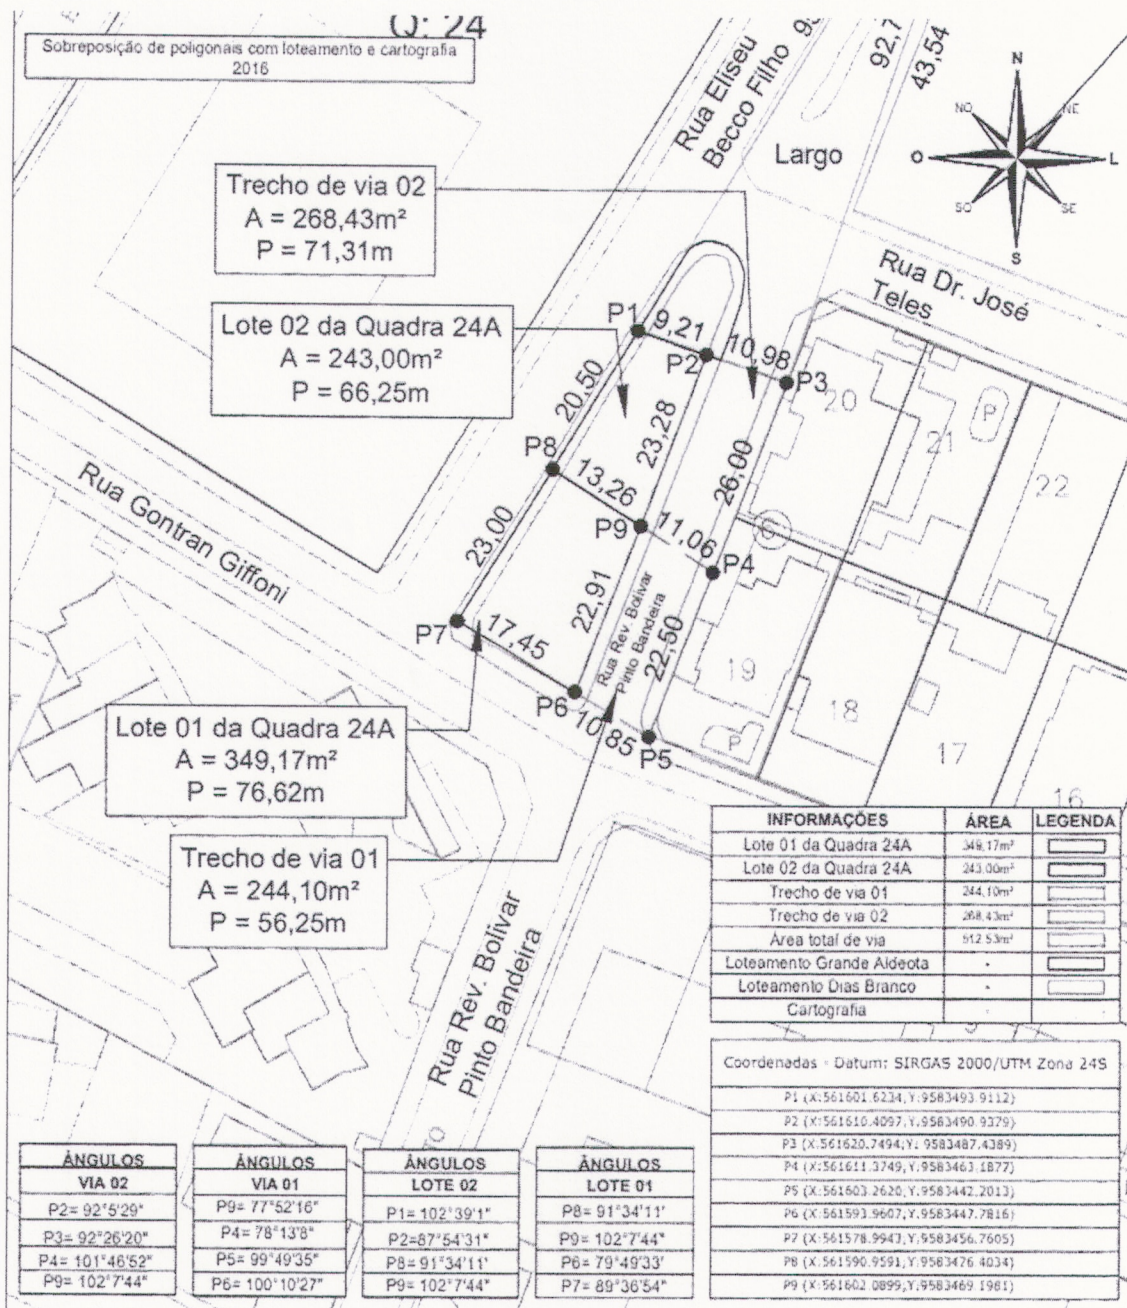 Q: 24
Sobreposição de poligonais com loteamento e cartografia
2016
Rua Eliseu
Becco Filho
92,7
43,54
Largo
N
NO
NE
O
L
SO
SE
S
Trecho de via 02
A = 268,43m²
P = 71,31m
Rua Dr. José
Teles
Lote 02 da Quadra 24A
A = 243,00m²
P = 66,25m
P1
9,21
P2
10,98
P3
20,50
23,28
26,00
20
21
22
P
P8
13,26
P9
11,06
P4
Rua Gontran Giffoni
23,00
22,91
Rua Rev. Bolivar
Pinto Bandeira
22,50
P7
17,45
P6
10,85
P5
19
18
17
16
P
Lote 01 da Quadra 24A
A = 349,17m²
P = 76,62m
Trecho de via 01
A = 244,10m²
P = 56,25m
Rua Rev. Bolivar
Pinto Bandeira
INFORMAÇÕES ÁREA LEGENDA
Lote 01 da Quadra 24A 349,17m²
Lote 02 da Quadra 24A 243,00m²
Trecho de via 01 244,10m²
Trecho de via 02 268,43m²
Área total de via 512,53m²
Loteamento Grande Aldeota -
Loteamento Dias Branco -
Cartografia -
Coordenadas - Datum: SIRGAS 2000/UTM Zona 24S
P1 (X:561601.6234,Y:9583493.9112)
P2 (X:561610.4097,Y:9583490.9379)
P3 (X:561620.7494,Y: 9583487.4389)
P4 (X:561611.3749,Y:9583463.1877)
P5 (X:561603.2620,Y:9583442.2013)
P6 (X:561593.9607,Y:9583447.7816)
P7 (X:561578.9943,Y:9583456.7605)
P8 (X:561590.9591,Y:9583476.4034)
P9 (X:561602.0899,Y:9583469.1981)
ÂNGULOS
VIA 02
P2= 92°5'29"
P3= 92°26'20"
P4= 101°46'52"
P9= 102°7'44"
ÂNGULOS
VIA 01
P9= 77°52'16"
P4= 78°13'8"
P5= 99°49'35"
P6= 100°10'27"
ÂNGULOS
LOTE 02
P1= 102°39'1"
P2=87°54'31"
P8= 91°34'11"
P9= 102°7'44"
ÂNGULOS
LOTE 01
P8= 91°34'11"
P9= 102°7'44"
P6= 79°49'33"
P7= 89°36'54"